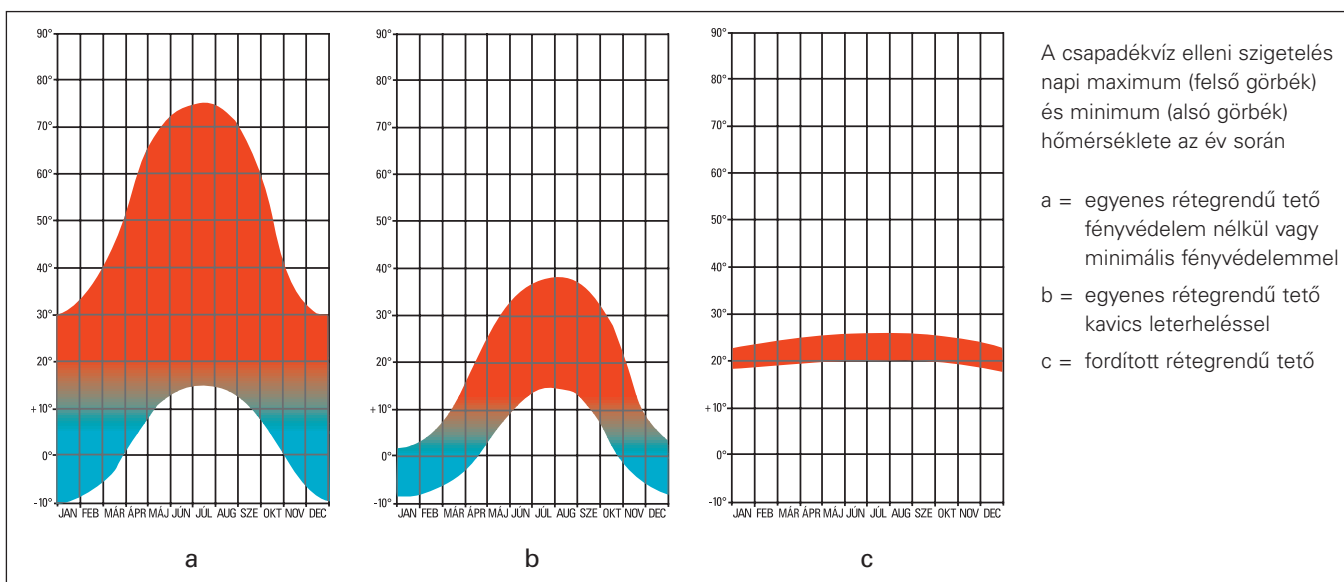 90°
80°
70°
60°
50°
40°
30°
20°
+10°
0°
-10°
JAN FEB MÁR ÁPR MÁJ JÚN JÚL AUG SZE OKT NOV DEC
a
90°
80°
70°
60°
50°
40°
30°
20°
+10°
0°
-10°
JAN FEB MÁR ÁPR MÁJ JÚN JÚL AUG SZE OKT NOV DEC
b
90°
80°
70°
60°
50°
40°
30°
20°
+10°
0°
-10°
JAN FEB MÁR ÁPR MÁJ JÚN JÚL AUG SZE OKT NOV DEC
c
A csapadékvíz elleni szigetelés
napi maximum (felső görbék)
és minimum (alsó görbék)
hőmérséklete az év során
a = egyenes rétegrendű tető
fényvédelem nélkül vagy
minimális fényvédelemmel
b = egyenes rétegrendű tető
kavics leterheléssel
c = fordított rétegrendű tető